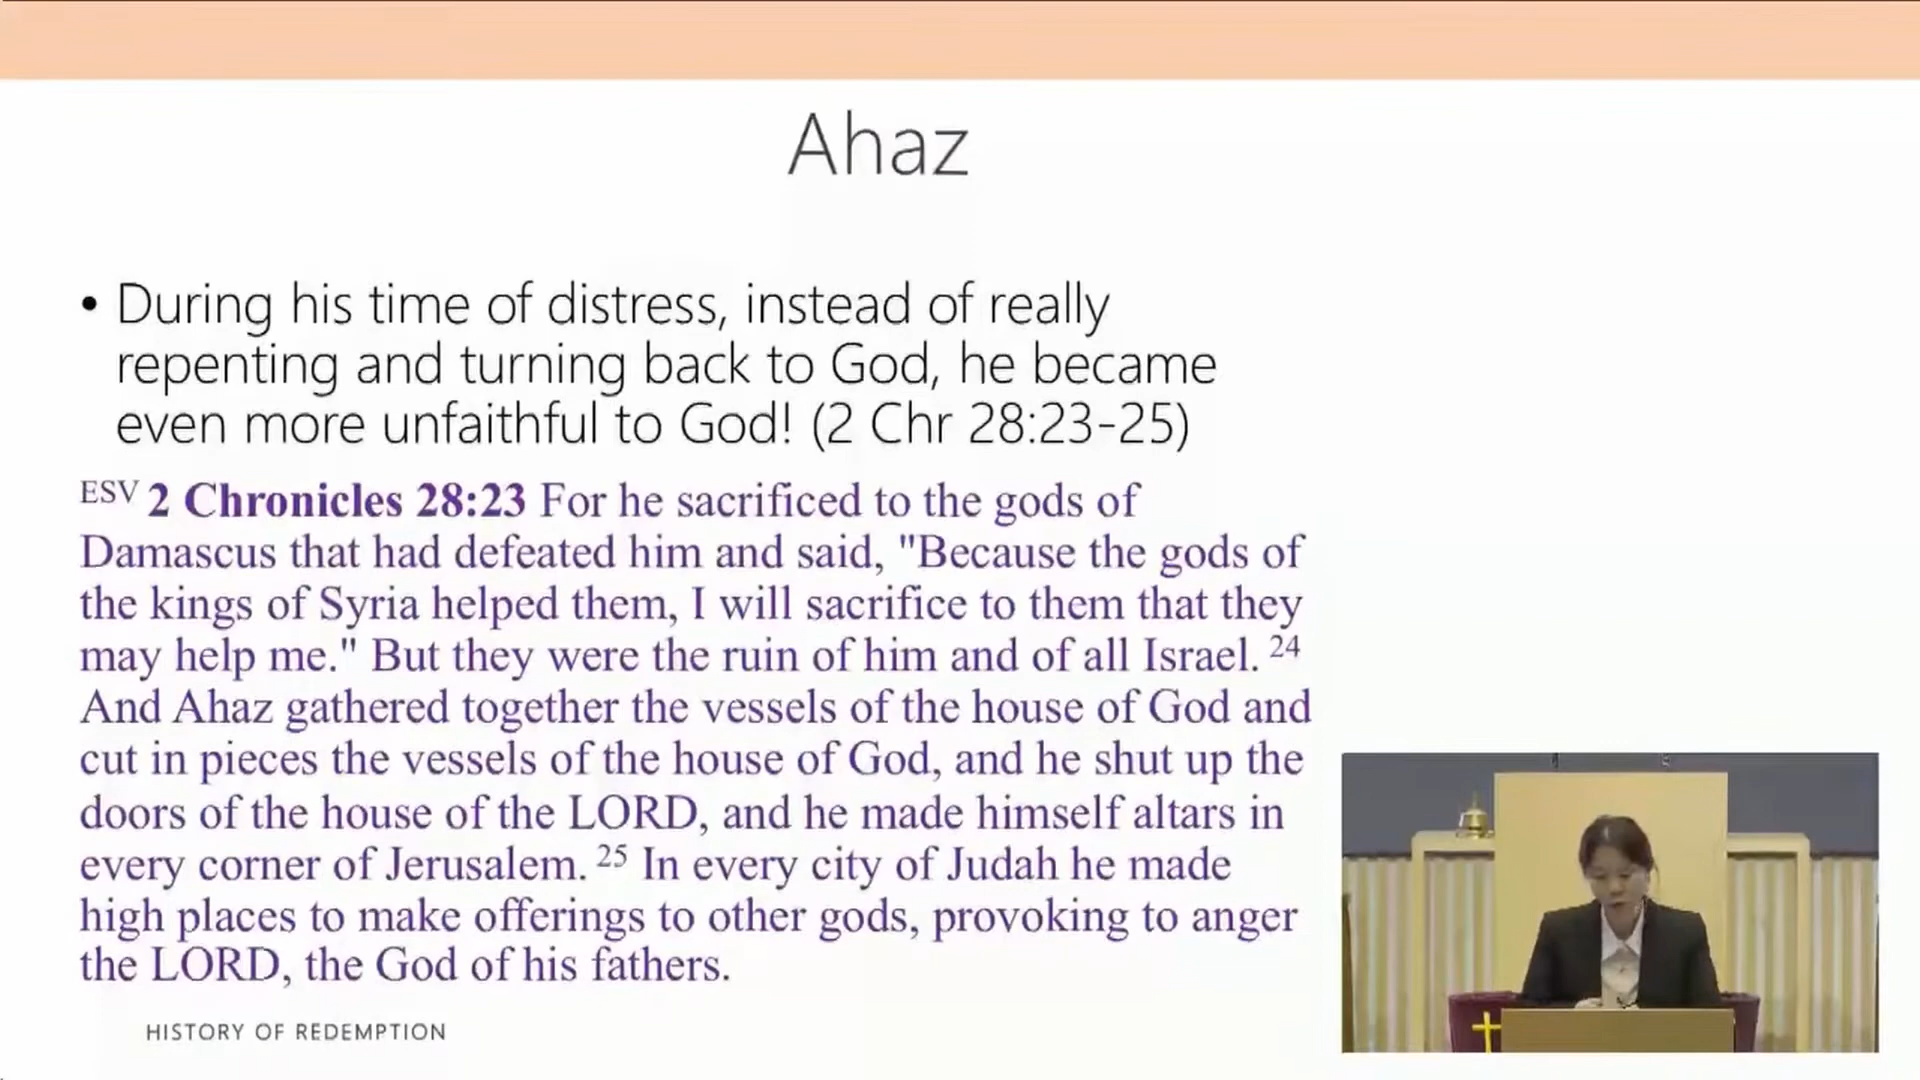 Ahaz
• During his time of distress, instead of really
repenting and turning back to God, he became
even more unfaithful to God! (2 Chr 28:23-25)
ESV 2 Chronicles 28:23 For he sacrificed to the gods of
Damascus that had defeated him and said, "Because the gods of
the kings of Syria helped them, I will sacrifice to them that they
may help me." But they were the ruin of him and of all Israel. 24
And Ahaz gathered together the vessels of the house of God and
cut in pieces the vessels of the house of God, and he shut up the
doors of the house of the LORD, and he made himself altars in
every corner of Jerusalem. 25 In every city of Judah he made
high places to make offerings to other gods, provoking to anger
the LORD, the God of his fathers.
HISTORY OF REDEMPTION